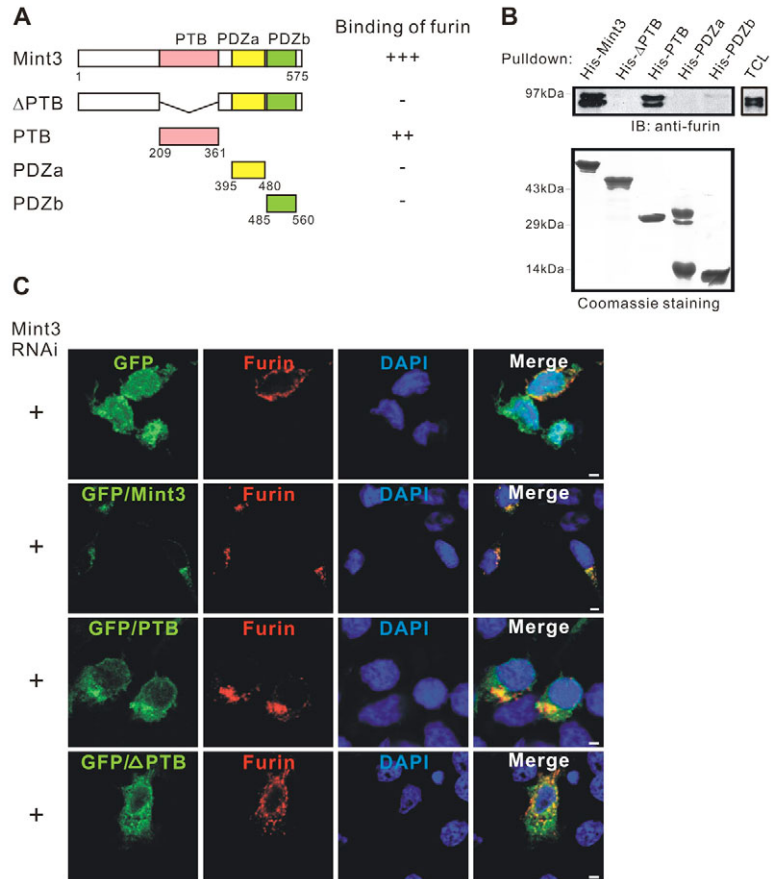 A
PTB PDZa PDZb Binding of furin
Mint3 +++
1 575
ΔPTB -
PTB ++
209 361
PDZa -
395 480
PDZb -
485 560
B
Pulldown: His-Mint3 His-ΔPTB His-PTB His-PDZa His-PDZb TCL
97kDa
IB: anti-furin
43kDa
29kDa
14kDa
Coomassie staining
C
Mint3
RNAi
GFP Furin DAPI Merge
+
GFP/Mint3 Furin DAPI Merge
+
GFP/PTB Furin DAPI Merge
+
GFP/ΔPTB Furin DAPI Merge
+